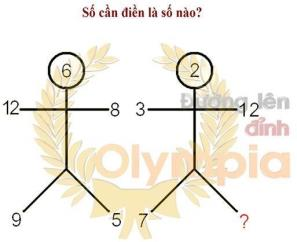 Số cần điền là số nào?
6 2
12 8 3 12
Đường lên
đỉnh
Olympia
9 5 7 ?